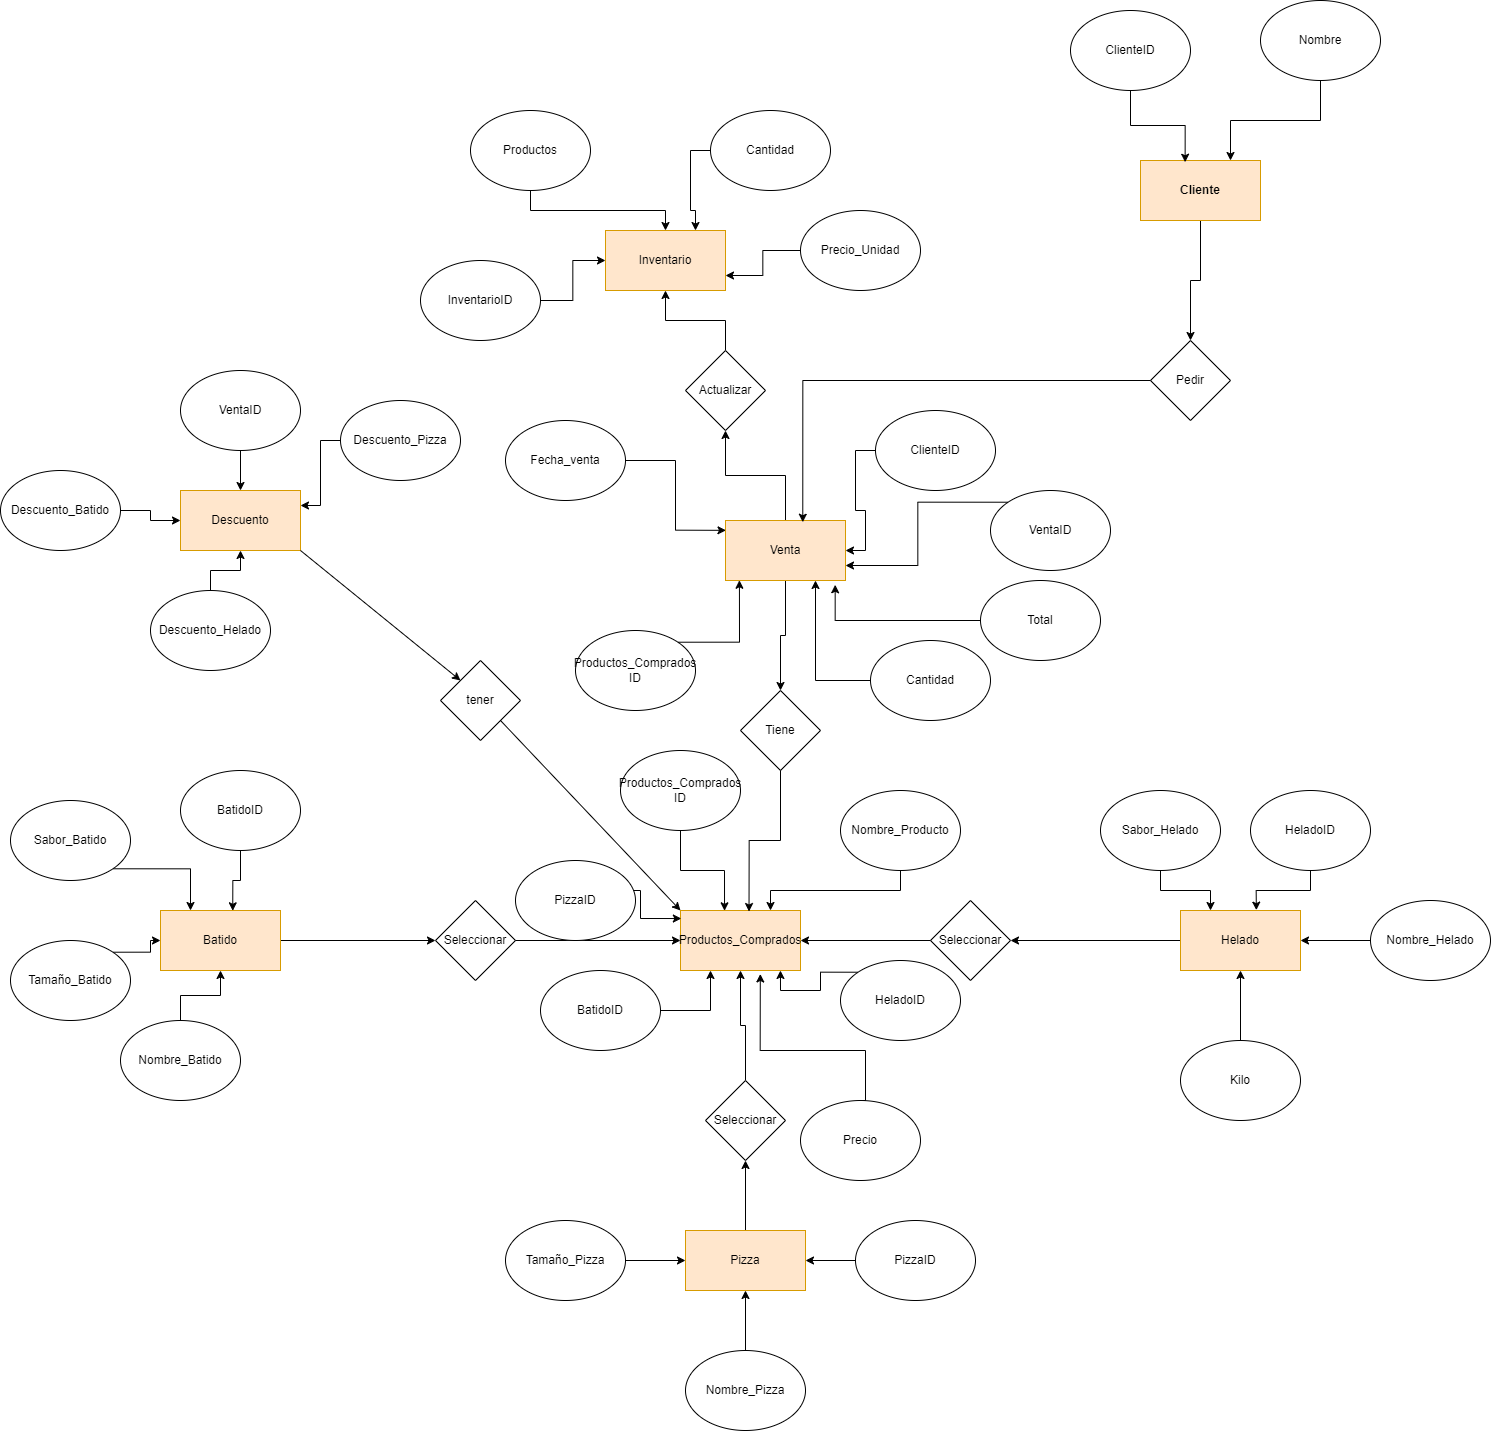 Nombre
ClienteID
Productos
Cantidad
Cliente
Precio_Unidad
Inventario
InventarioID
Pedir
Actualizar
VentaID
Descuento_Pizza
ClienteID
Fecha_venta
Descuento_Batido
Descuento
VentaID
Venta
Total
Descuento_Helado
Productos_Comprados
ID
Cantidad
tener
Tiene
Productos_Comprados
ID
BatidoID
Sabor_Batido
Nombre_Producto
Sabor_Helado
HeladoID
PizzaID
Batido
Seleccionar
Productos_Comprados
Seleccionar
Helado
Nombre_Helado
Tamaño_Batido
HeladoID
BatidoID
Nombre_Batido
Kilo
Seleccionar
Precio
Tamaño_Pizza
Pizza
PizzaID
Nombre_Pizza